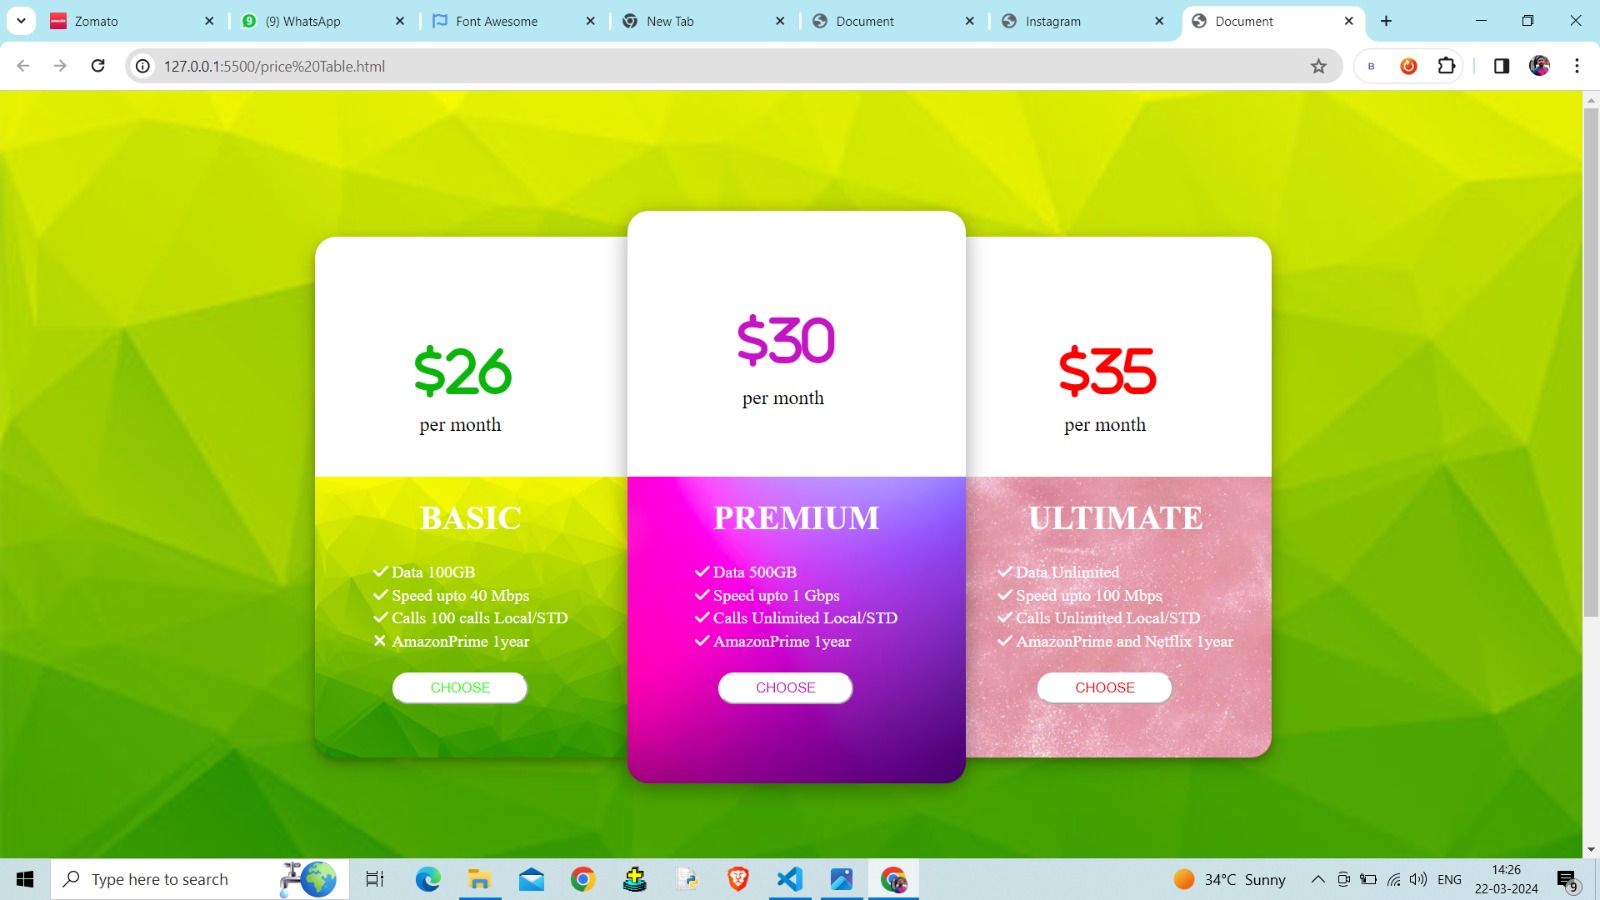 Zomato
(9) WhatsApp
Font Awesome
New Tab
Document
Instagram
Document
127.0.0.1:5500/price%20Table.html
$26
per month
BASIC
Data 100GB
Speed upto 40 Mbps
Calls 100 calls Local/STD
AmazonPrime 1year
CHOOSE
$30
per month
PREMIUM
Data 500GB
Speed upto 1 Gbps
Calls Unlimited Local/STD
AmazonPrime 1year
CHOOSE
$35
per month
ULTIMATE
Data Unlimited
Speed upto 100 Mbps
Calls Unlimited Local/STD
AmazonPrime and Netflix 1year
CHOOSE
Type here to search
34°C Sunny
ENG
14:26
22-03-2024
9